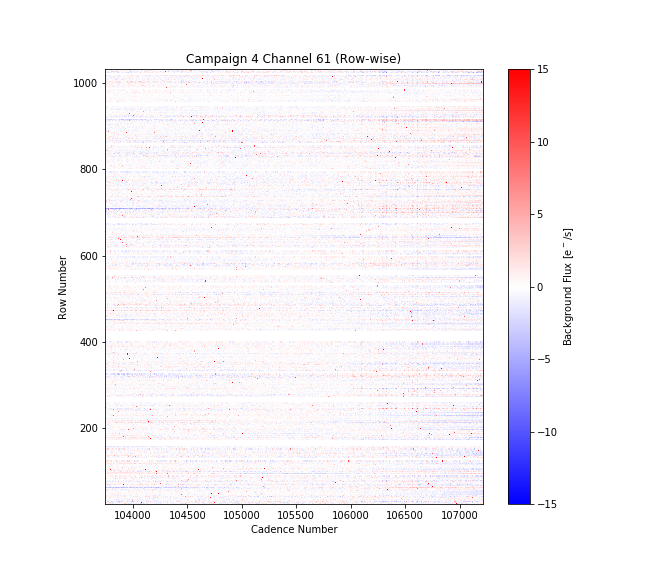 Campaign 4 Channel 61 (Row-wise)
1000
800
600
400
200
Row Number
104000 104500 105000 105500 106000 106500 107000
Cadence Number
15
10
5
0
−5
−10
−15
Background Flux [e⁻/s]